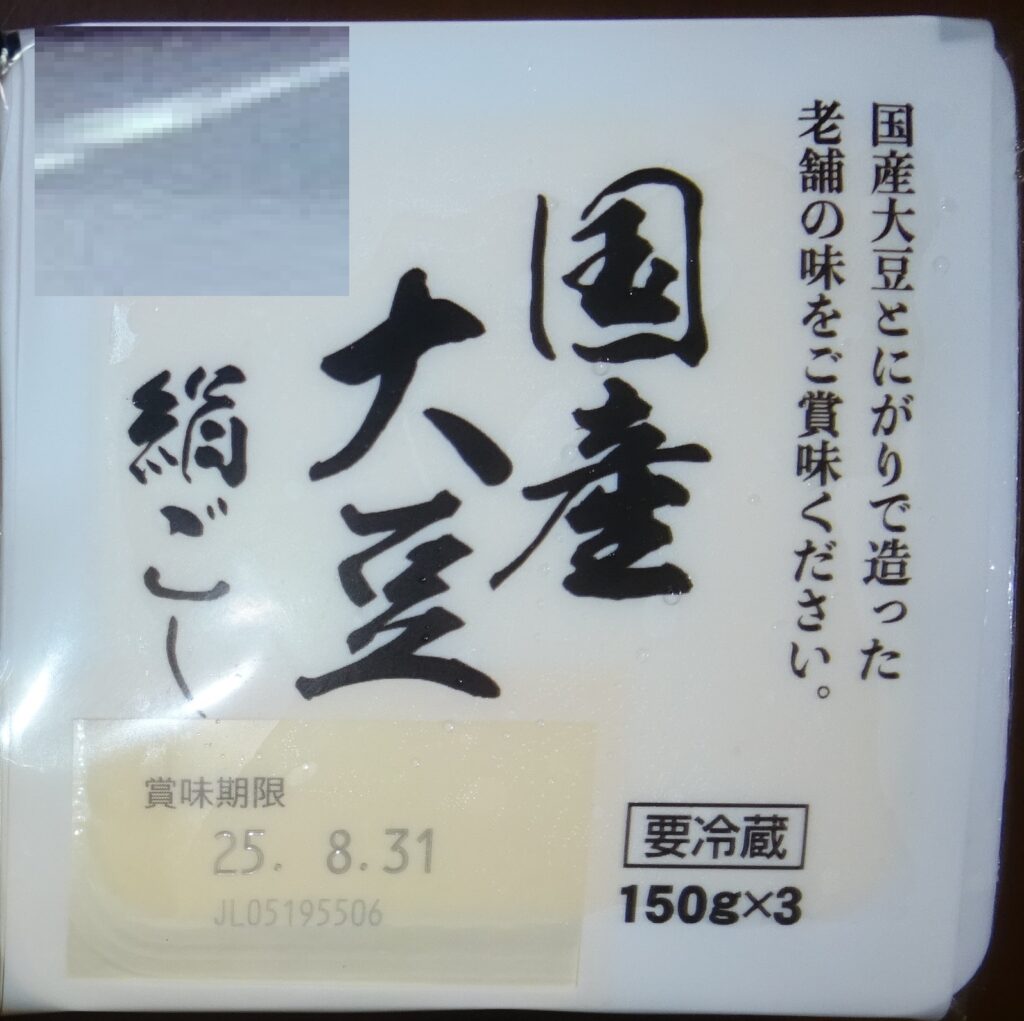 国産大豆とにがりで造った
老舗の味をご賞味ください。
国産
大豆
絹ごし
賞味期限
25. 8.31
JL05195506
要冷蔵
150g×3